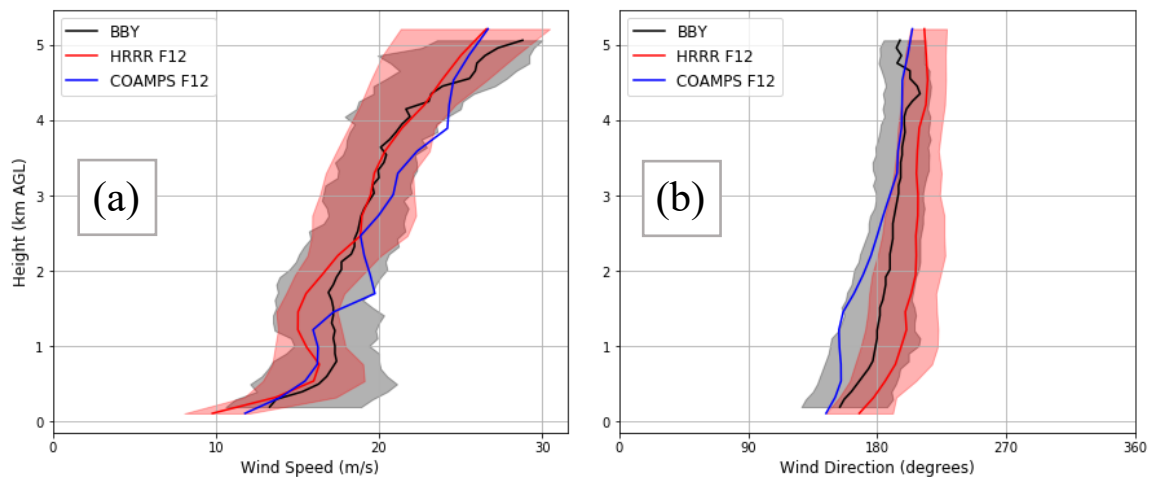 BBY
HRRR F12
COAMPS F12
(a)
Height (km AGL)
5
4
3
2
1
0
0
10
20
30
Wind Speed (m/s)
BBY
HRRR F12
COAMPS F12
(b)
5
4
3
2
1
0
0
90
180
270
360
Wind Direction (degrees)